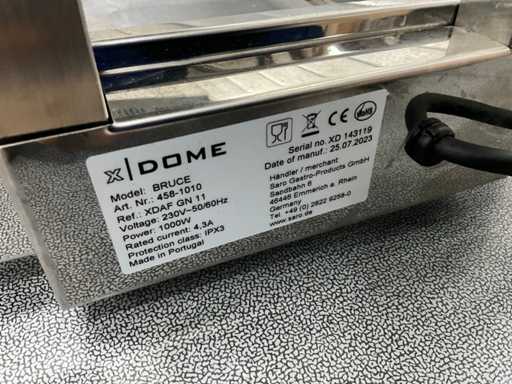 x|DOME
Model: BRUCE
Art. Nr.: 458-1010
Ref.: XDAF GN 11
Voltage: 230V~50/60Hz
Power: 1000W
Rated current: 4.3A
Protection class: IPX3
Made in Portugal
CE
RoHS
Serial no. XD 143119
Date of manuf.: 25.07.2023
Händler / merchant
Saro Gastro-Products GmbH
Sandbahn 6
46446 Emmerich a. Rhein
Germany
Tel: +49 (0) 2822 9258-0
www.saro.de